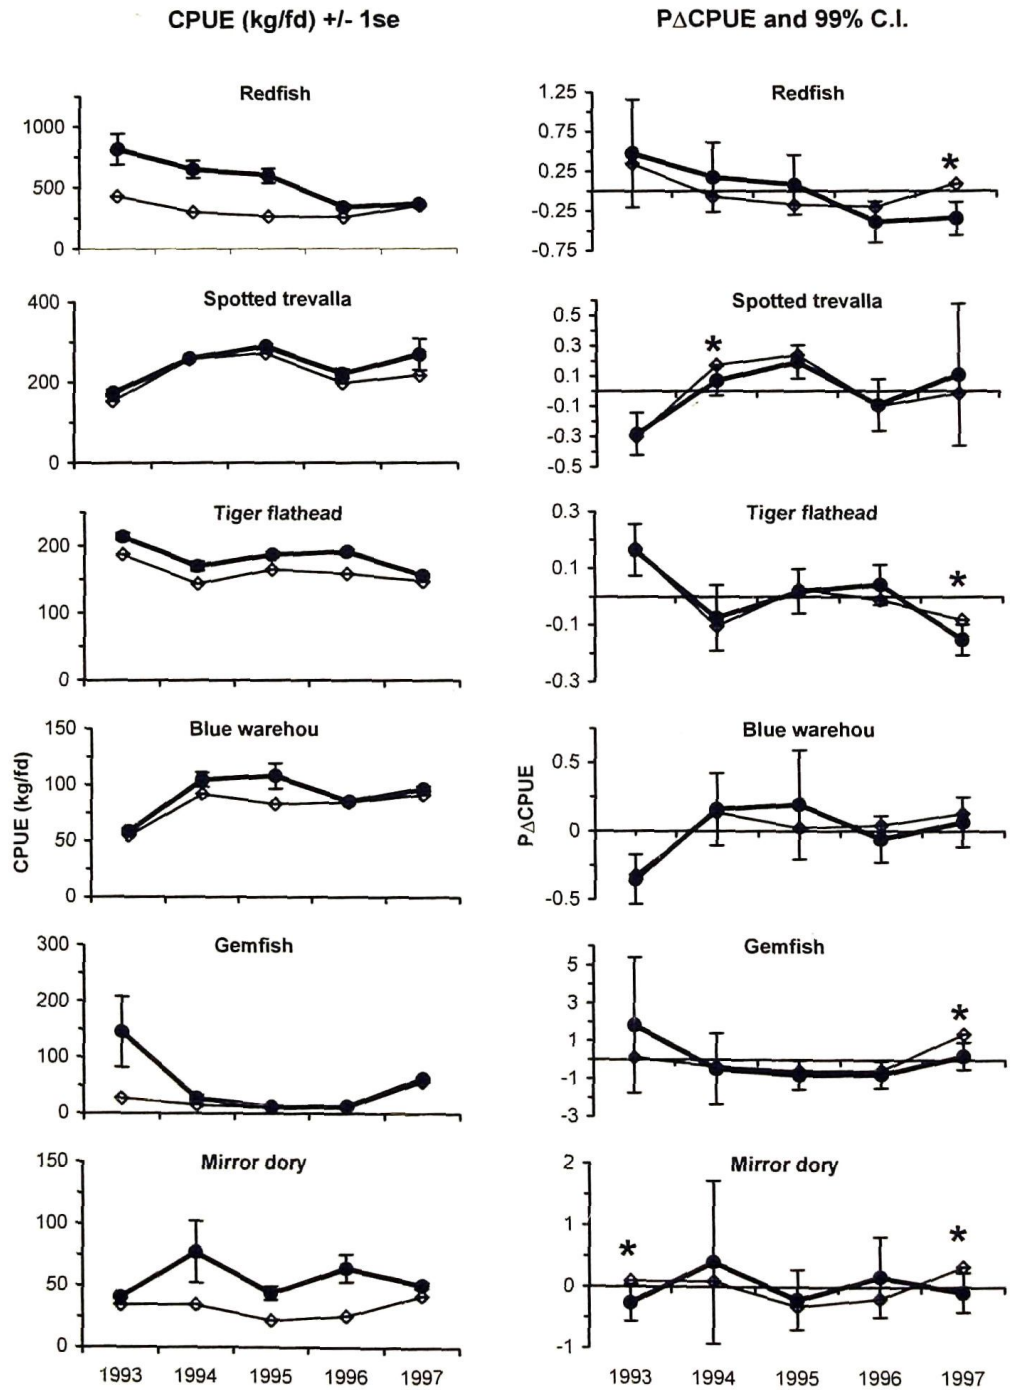 CPUE (kg/fd) +/- 1se
P∆CPUE and 99% C.I.
Redfish
1000
500
0
Redfish
1.25
0.75
0.25
-0.25
-0.75
*
Spotted trevalla
400
200
0
Spotted trevalla
0.5
0.3
0.1
-0.1
-0.3
-0.5
*
Tiger flathead
200
100
0
Tiger flathead
0.3
0.1
-0.1
-0.3
*
Blue warehou
150
100
50
0
CPUE (kg/fd)
Blue warehou
0.5
0
-0.5
P∆CPUE
Gemfish
300
200
100
0
Gemfish
5
3
1
-1
-3
*
Mirror dory
150
100
50
0
1993 1994 1995 1996 1997
Mirror dory
2
1
0
-1
* *
1993 1994 1995 1996 1997